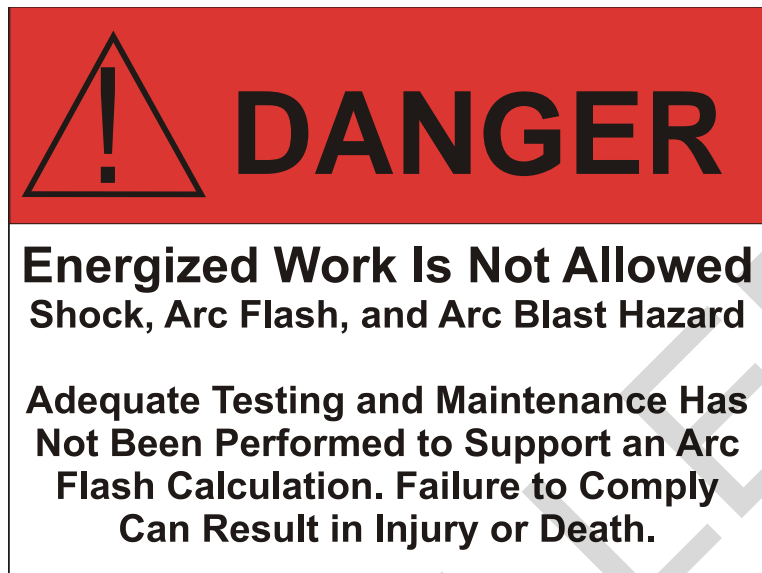 ! DANGER
Energized Work Is Not Allowed
Shock, Arc Flash, and Arc Blast Hazard
Adequate Testing and Maintenance Has
Not Been Performed to Support an Arc
Flash Calculation. Failure to Comply
Can Result in Injury or Death.